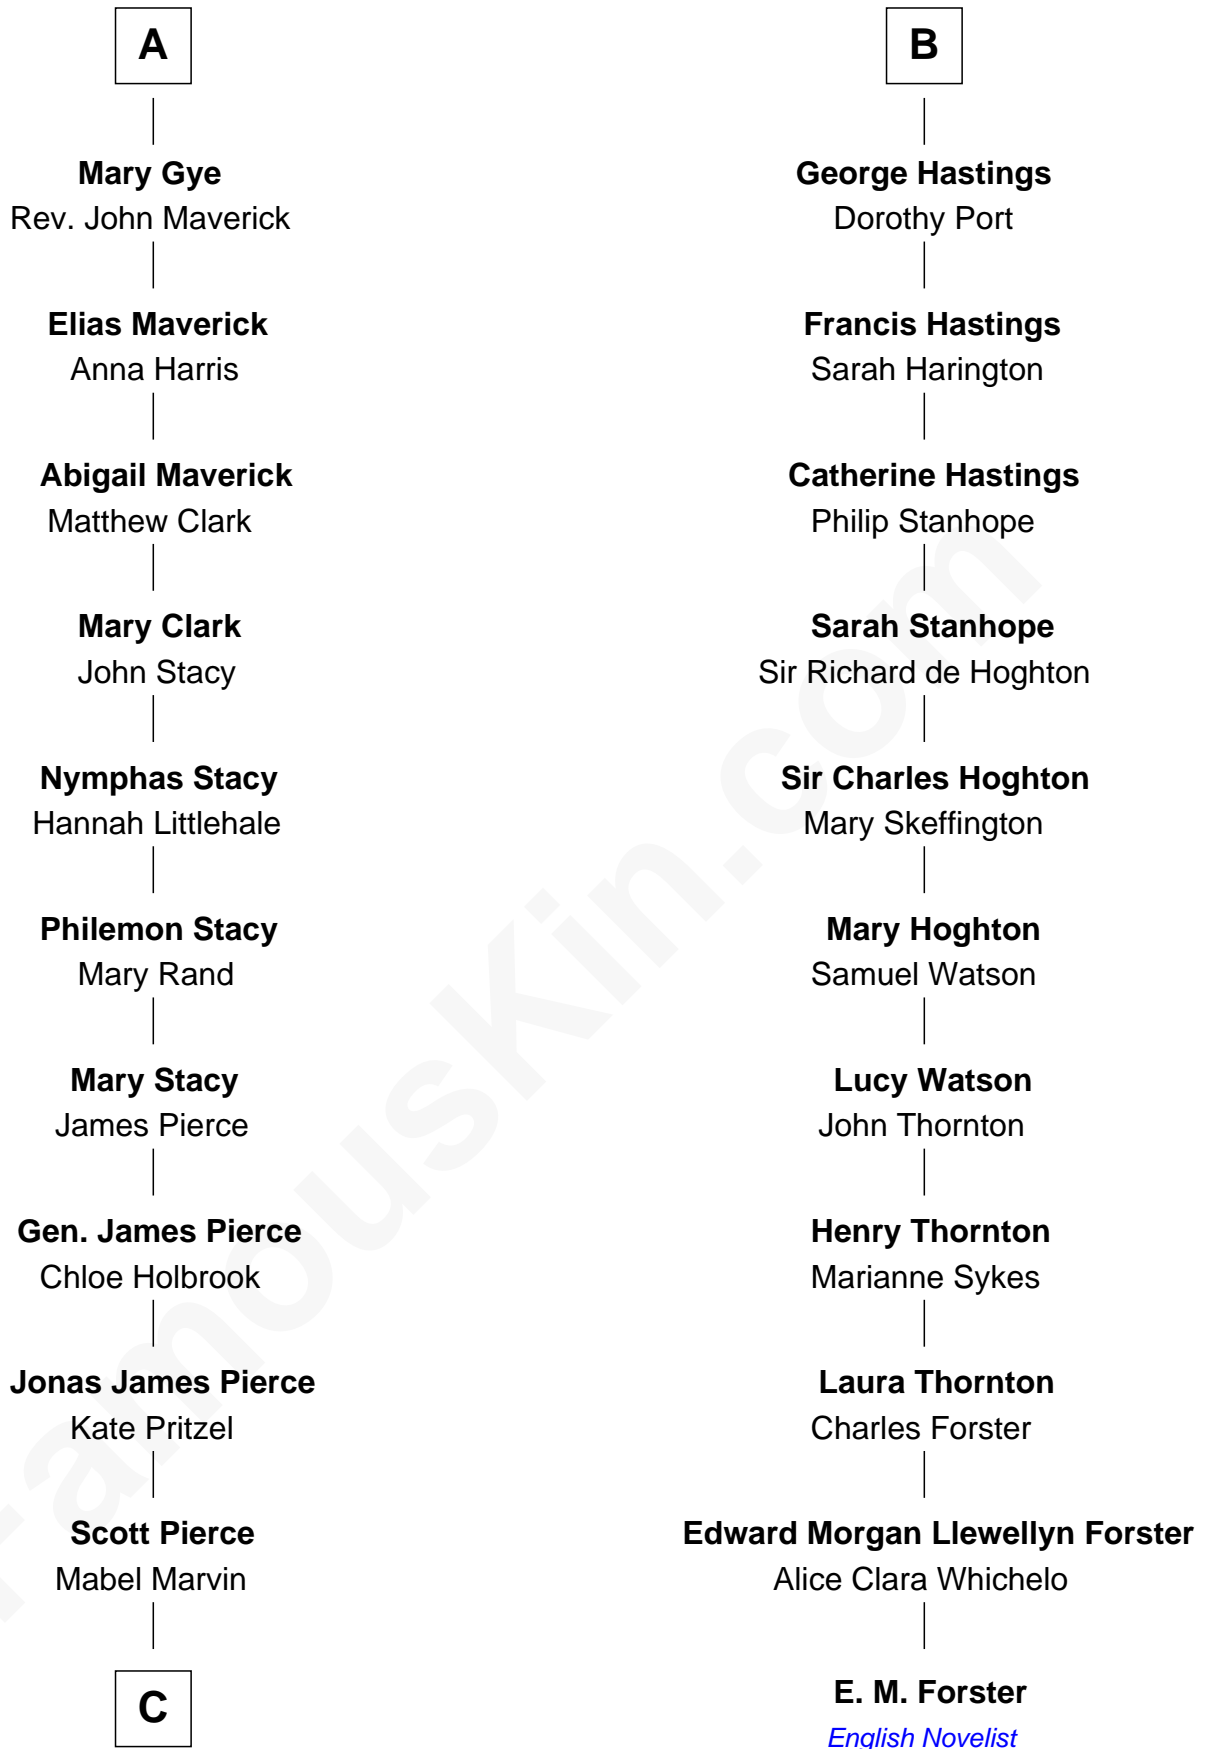 A
Mary Gye
Rev. John Maverick
Elias Maverick
Anna Harris
Abigail Maverick
Matthew Clark
Mary Clark
John Stacy
Nymphas Stacy
Hannah Littlehale
Philemon Stacy
Mary Rand
Mary Stacy
James Pierce
Gen. James Pierce
Chloe Holbrook
Jonas James Pierce
Kate Pritzel
Scott Pierce
Mabel Marvin
C
B
George Hastings
Dorothy Port
Francis Hastings
Sarah Harington
Catherine Hastings
Philip Stanhope
Sarah Stanhope
Sir Richard de Hoghton
Sir Charles Hoghton
Mary Skeffington
Mary Hoghton
Samuel Watson
Lucy Watson
John Thornton
Henry Thornton
Marianne Sykes
Laura Thornton
Charles Forster
Edward Morgan Llewellyn Forster
Alice Clara Whichelo
E. M. Forster
English Novelist
FamousKin.com